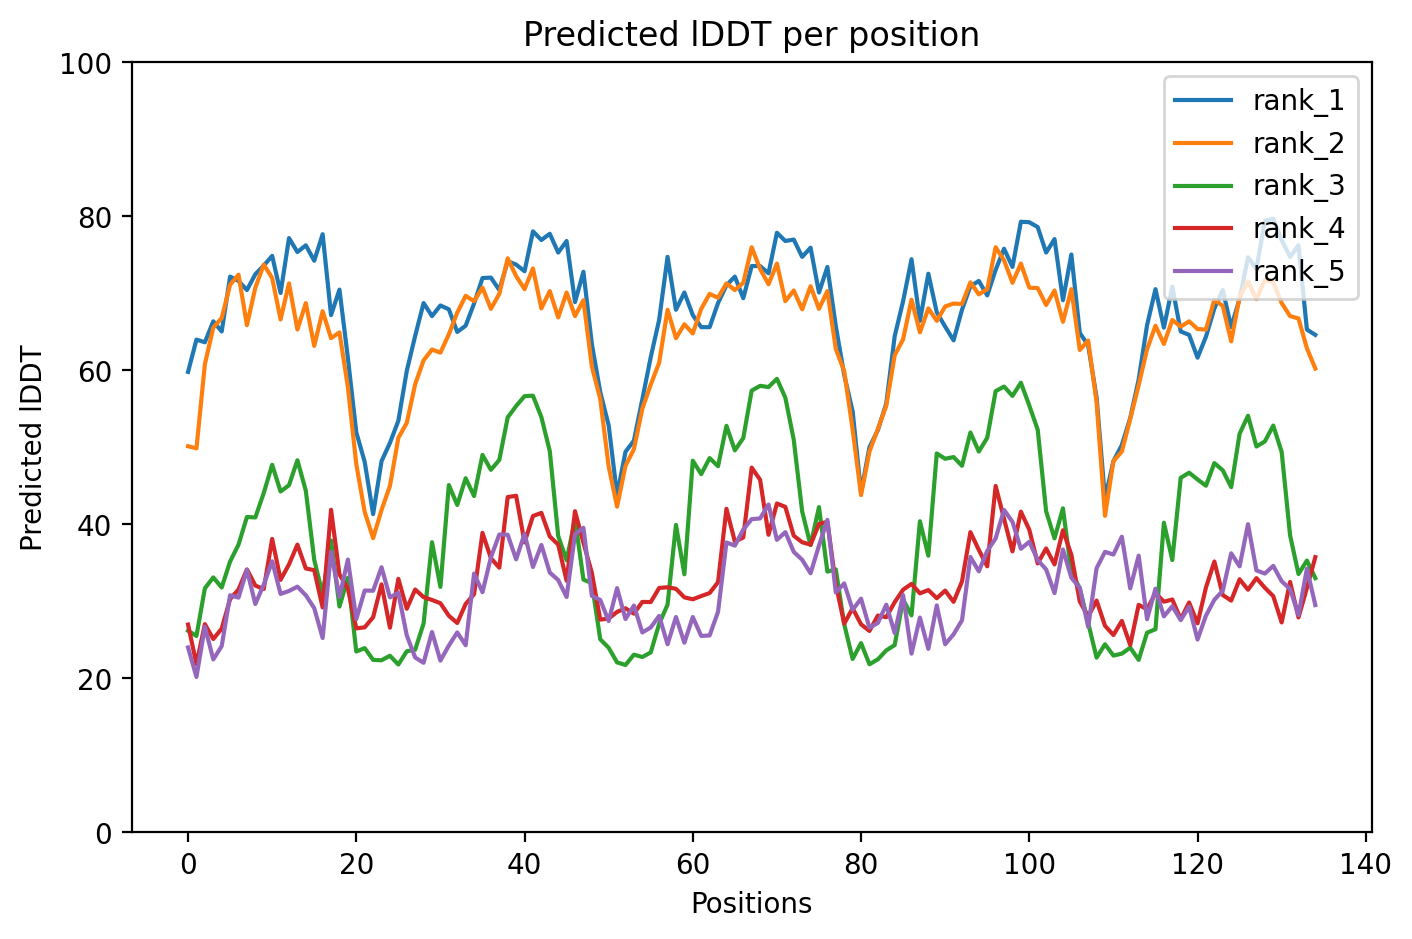 Predicted lDDT per position
100
80
60
40
20
0
Predicted lDDT
rank_1
rank_2
rank_3
rank_4
rank_5
0 20 40 60 80 100 120 140
Positions